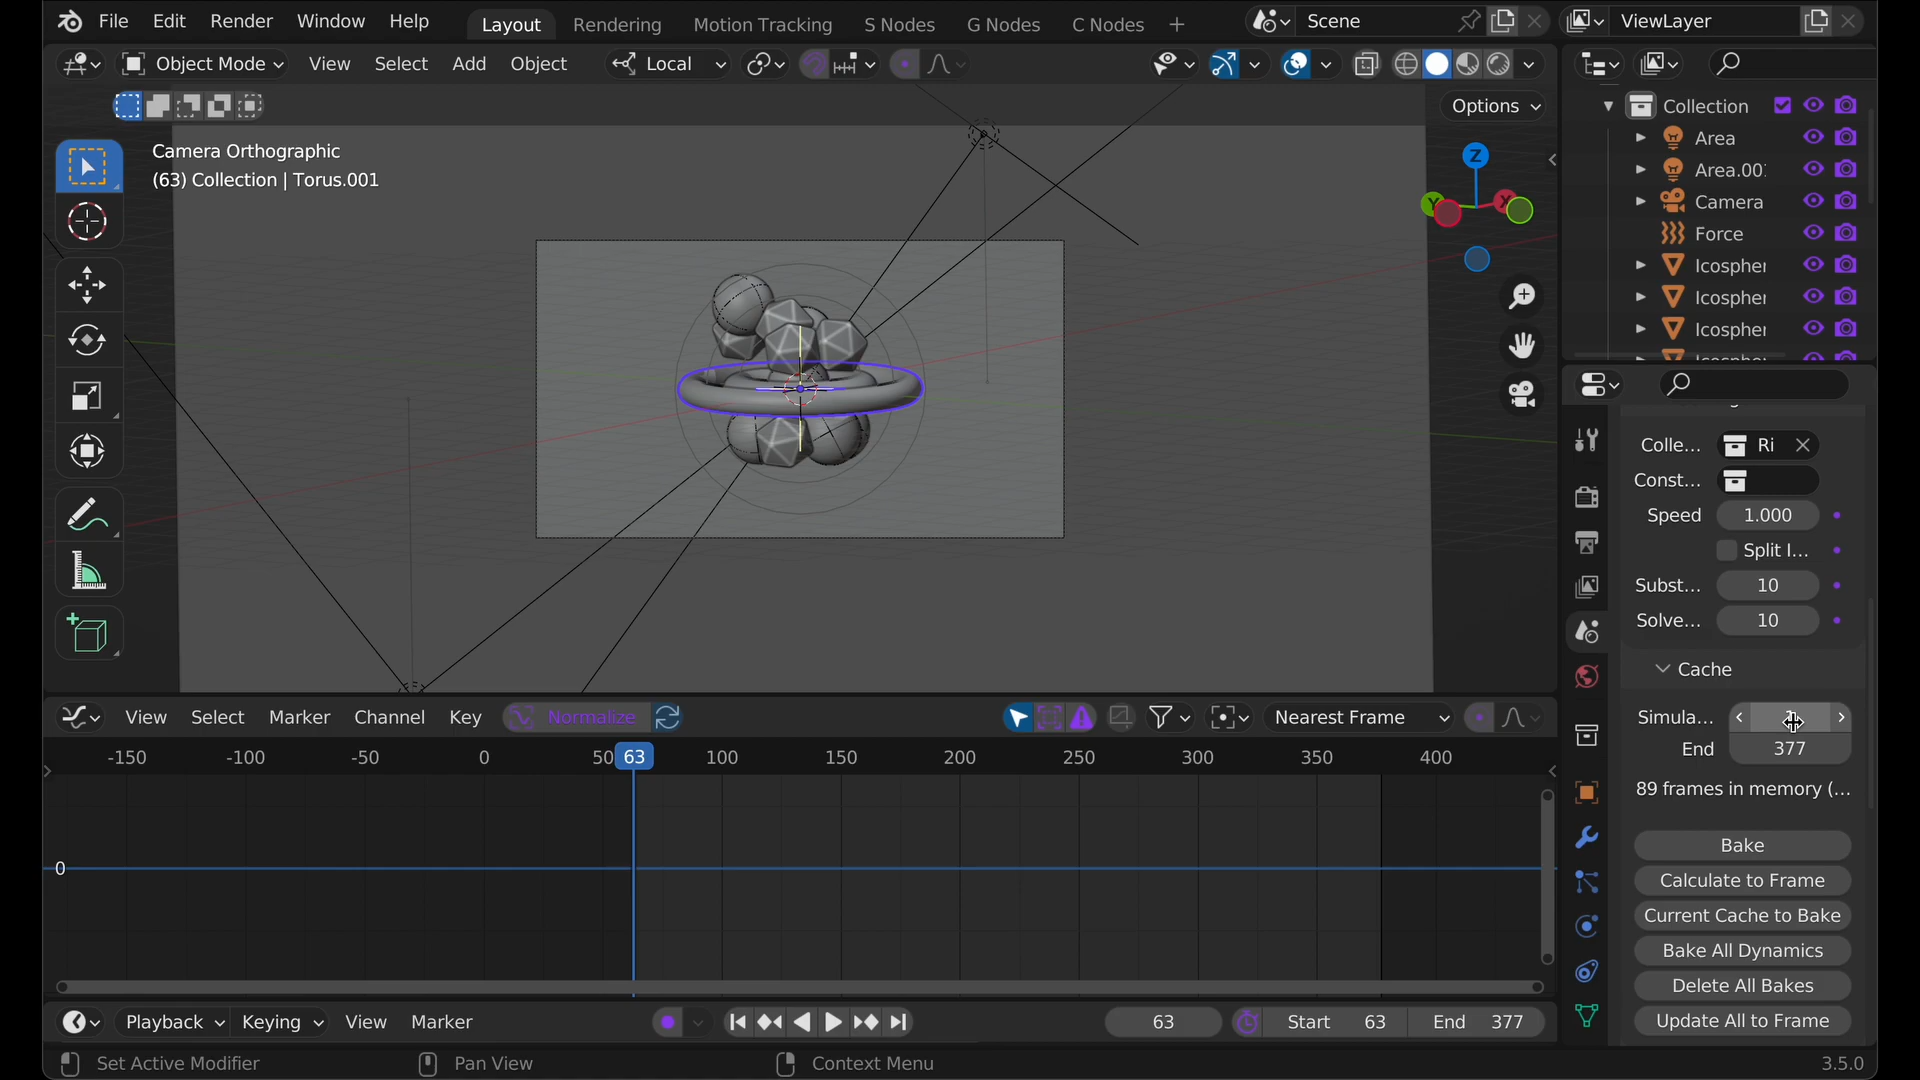 File Edit Render Window Help Layout Rendering Motion Tracking S Nodes G Nodes C Nodes Scene ViewLayer
Object Mode View Select Add Object Local
Options
Camera Orthographic
(63) Collection | Torus.001
Z
Y X
Collection
Area
Area.00
Camera
Force
Icospher
Icospher
Icospher
Colle... Ri
Const...
Speed 1.000
Split I...
Subst... 10
Solve... 10
Cache
Simula...
End 377
89 frames in memory (...
Bake
Calculate to Frame
Current Cache to Bake
Bake All Dynamics
Delete All Bakes
Update All to Frame
View Select Marker Channel Key Normalize Nearest Frame
-150 -100 -50 0 50 63 100 150 200 250 300 350 400
0
Playback Keying View Marker 63 Start 63 End 377
Set Active Modifier Pan View Context Menu 3.5.0